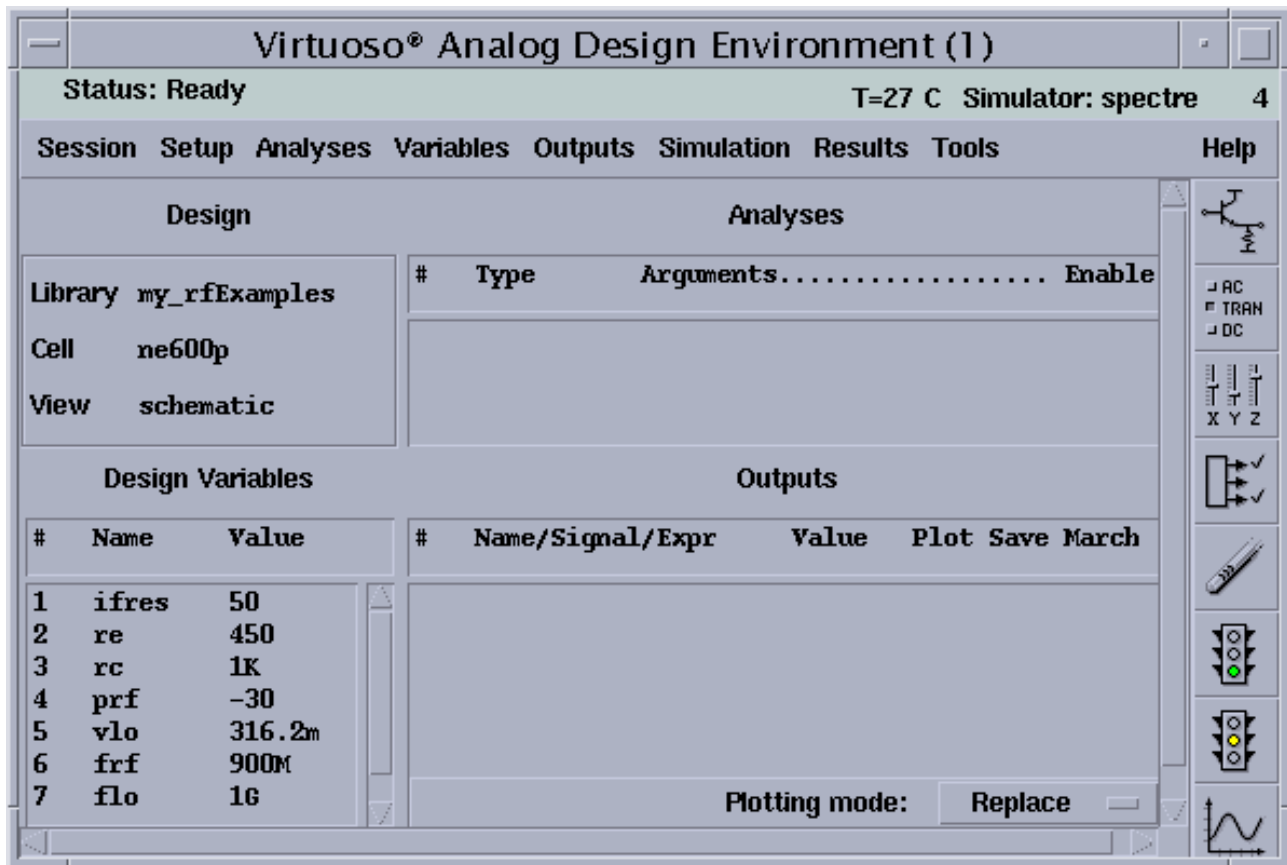 Virtuoso® Analog Design Environment (1)
Status: Ready T=27 C Simulator: spectre 4
Session Setup Analyses Variables Outputs Simulation Results Tools Help
Design
Library my_rfExamples
Cell ne600p
View schematic
Analyses
# Type Arguments................... Enable
Design Variables
# Name Value
1 ifres 50
2 re 450
3 rc 1K
4 prf -30
5 vlo 316.2m
6 frf 900M
7 flo 1G
Outputs
# Name/Signal/Expr Value Plot Save March
Plotting mode: Replace
AC
TRAN
DC
X Y Z